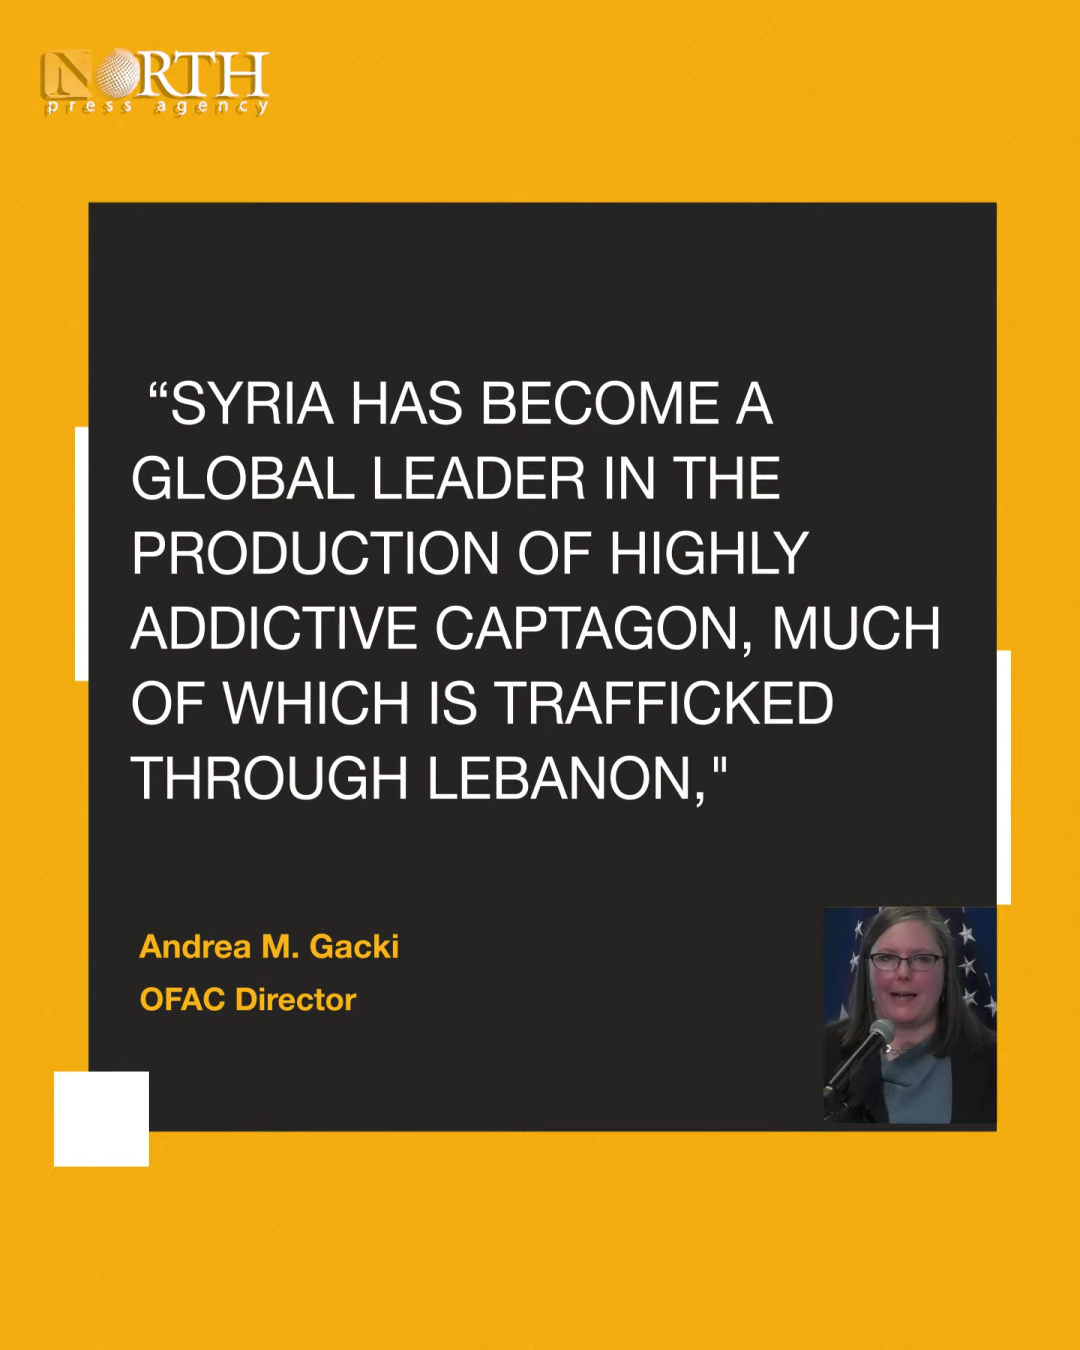 NORTH
press agency
“SYRIA HAS BECOME A
GLOBAL LEADER IN THE
PRODUCTION OF HIGHLY
ADDICTIVE CAPTAGON, MUCH
OF WHICH IS TRAFFICKED
THROUGH LEBANON,"
Andrea M. Gacki
OFAC Director